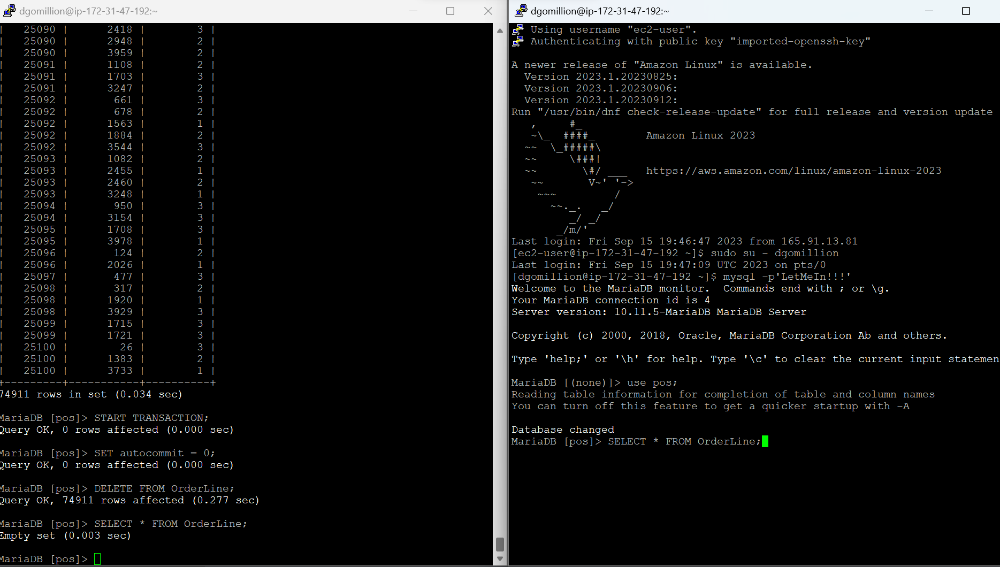 dgomillion@ip-172-31-47-192:~
| 25090 | 2418 | 3 |
| 25090 | 2948 | 2 |
| 25090 | 3959 | 2 |
| 25091 | 1108 | 2 |
| 25091 | 1703 | 3 |
| 25091 | 3247 | 2 |
| 25092 | 661 | 3 |
| 25092 | 678 | 2 |
| 25092 | 1563 | 1 |
| 25092 | 1884 | 2 |
| 25092 | 3544 | 3 |
| 25093 | 1082 | 2 |
| 25093 | 2455 | 1 |
| 25093 | 2460 | 2 |
| 25093 | 3248 | 1 |
| 25094 | 950 | 3 |
| 25094 | 3154 | 3 |
| 25095 | 1708 | 3 |
| 25095 | 3978 | 1 |
| 25096 | 124 | 2 |
| 25096 | 2026 | 1 |
| 25097 | 477 | 3 |
| 25098 | 317 | 2 |
| 25098 | 1920 | 1 |
| 25098 | 3929 | 3 |
| 25099 | 1715 | 3 |
| 25099 | 1721 | 3 |
| 25100 | 26 | 3 |
| 25100 | 1383 | 2 |
| 25100 | 3733 | 1 |
+---------+-----------+----------+
74911 rows in set (0.034 sec)
MariaDB [pos]> START TRANSACTION;
Query OK, 0 rows affected (0.000 sec)
MariaDB [pos]> SET autocommit = 0;
Query OK, 0 rows affected (0.000 sec)
MariaDB [pos]> DELETE FROM OrderLine;
Query OK, 74911 rows affected (0.277 sec)
MariaDB [pos]> SELECT * FROM OrderLine;
Empty set (0.003 sec)
MariaDB [pos]>
dgomillion@ip-172-31-47-192:~
Using username "ec2-user".
Authenticating with public key "imported-openssh-key"
A newer release of "Amazon Linux" is available.
  Version 2023.1.20230825:
  Version 2023.1.20230906:
  Version 2023.1.20230912:
Run "/usr/bin/dnf check-release-update" for full release and version update
   ,     #_
   ~\_  ####_        Amazon Linux 2023
  ~~  \_#####\
  ~~     \###|
  ~~       \#/ ___   https://aws.amazon.com/linux/amazon-linux-2023
   ~~       V~' '->
    ~~~         /
      ~~._.   _/
         _/ _/
       _/m/'
Last login: Fri Sep 15 19:46:47 2023 from 165.91.13.81
[ec2-user@ip-172-31-47-192 ~]$ sudo su - dgomillion
Last login: Fri Sep 15 19:47:09 UTC 2023 on pts/0
[dgomillion@ip-172-31-47-192 ~]$ mysql -p'LetMeIn!!!'
Welcome to the MariaDB monitor.  Commands end with ; or \g.
Your MariaDB connection id is 4
Server version: 10.11.5-MariaDB MariaDB Server
Copyright (c) 2000, 2018, Oracle, MariaDB Corporation Ab and others.
Type 'help;' or '\h' for help. Type '\c' to clear the current input statemen
MariaDB [(none)]> use pos;
Reading table information for completion of table and column names
You can turn off this feature to get a quicker startup with -A
Database changed
MariaDB [pos]> SELECT * FROM OrderLine;